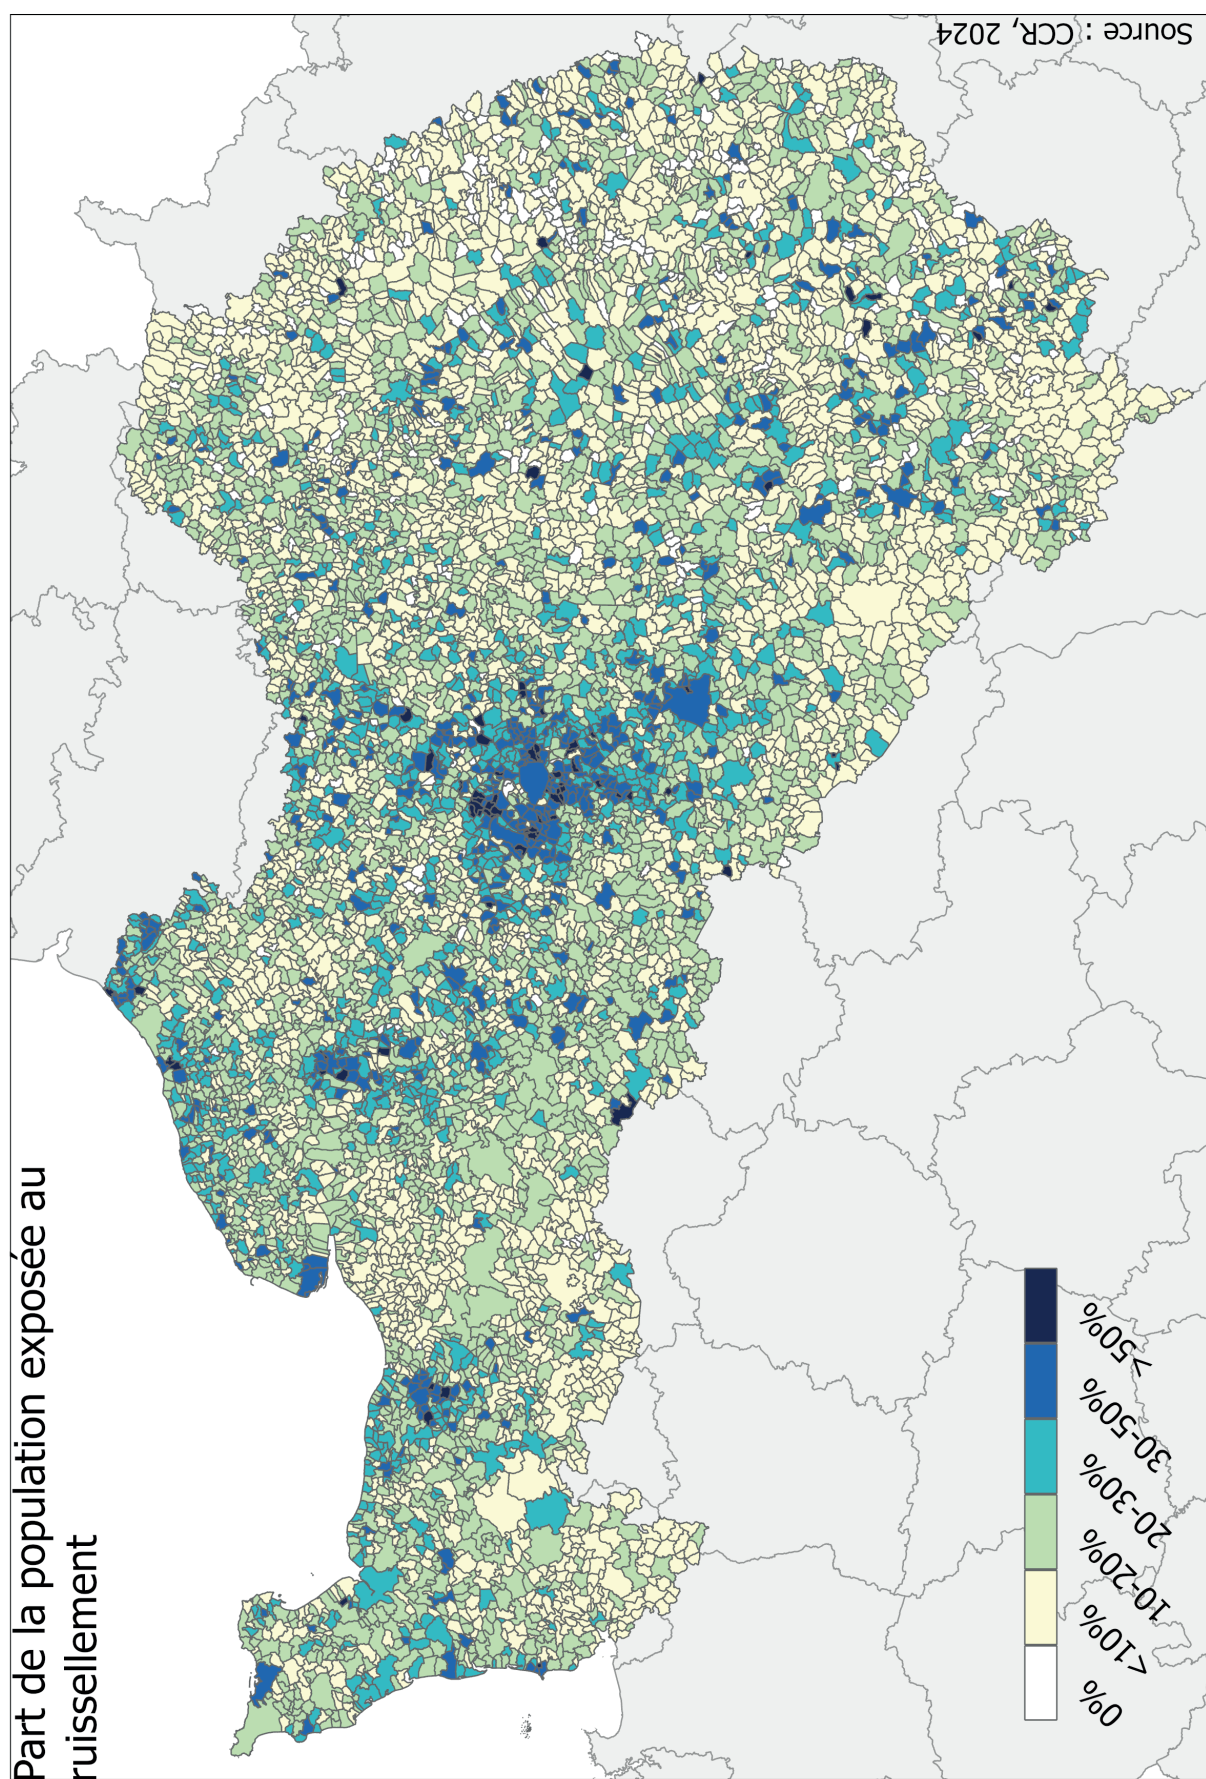 Part de la population exposée au
ruissellement
0%
<10%
10-20%
20-30%
30-50%
>50%
Source : CCR, 2024